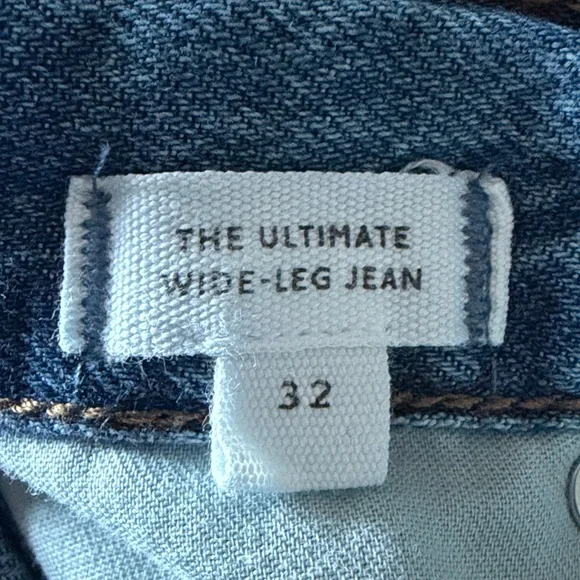 THE ULTIMATE
WIDE-LEG JEAN
32